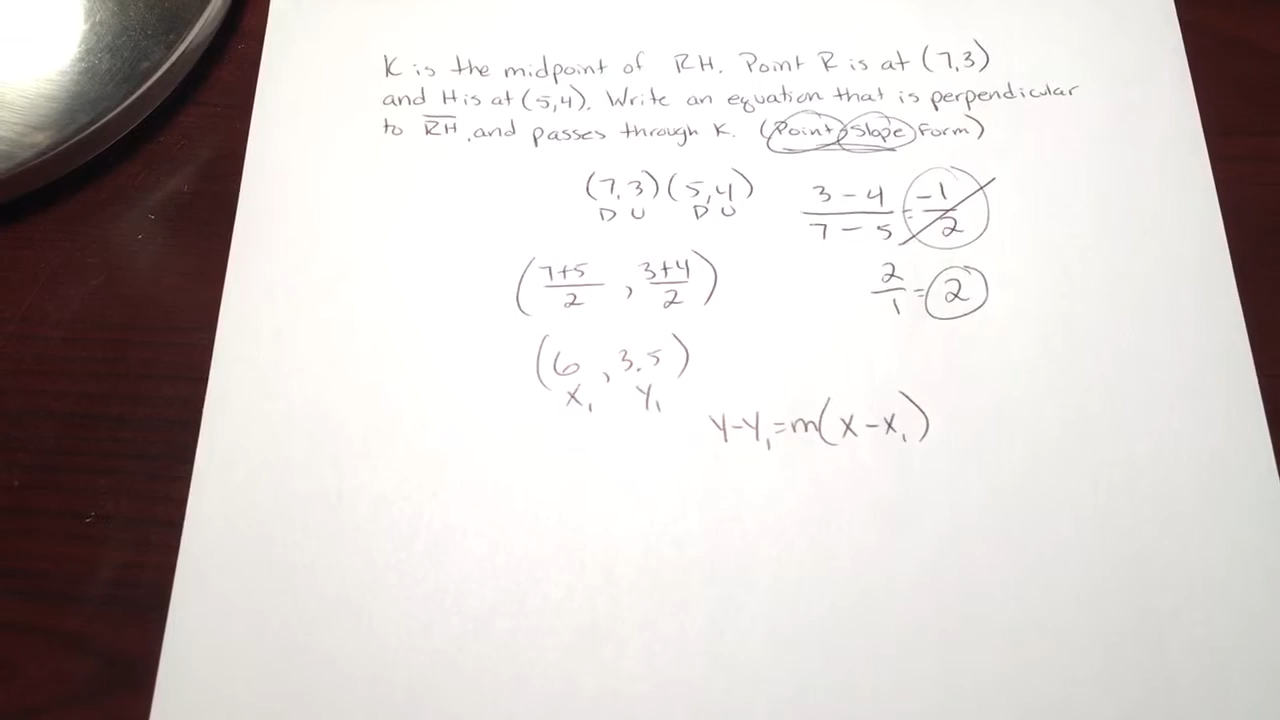 K is the midpoint of RH. Point R is at (7,3)
and H is at (5,4). Write an equation that is perpendicular
to R̅H̅, and passes through K. (Point, Slope Form)
(7,3)(5,4)
D U D U
3-4/7-5 = -1/2
(7+5/2, 3+4/2)
2/1 = 2
(6, 3.5)
X₁ Y₁
Y-Y₁=m(X-X₁)